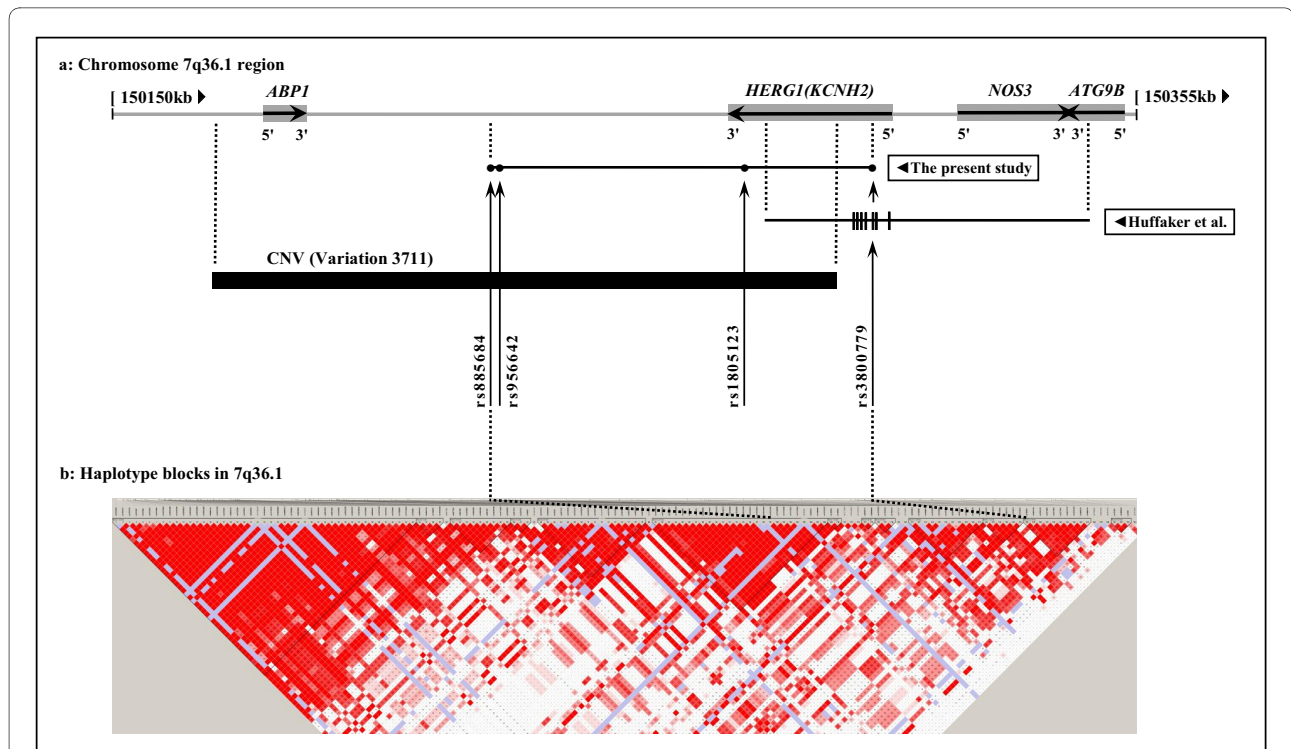 a: Chromosome 7q36.1 region
ABP1 HERG1(KCNH2) NOS3 ATG9B
[ 150150kb 150355kb
5' 3' 3' 5' 5' 3' 3' 5'
The present study
Huffaker et al.
CNV (Variation 3711)
rs885684
rs956642
rs1805123
rs3800779
b: Haplotype blocks in 7q36.1